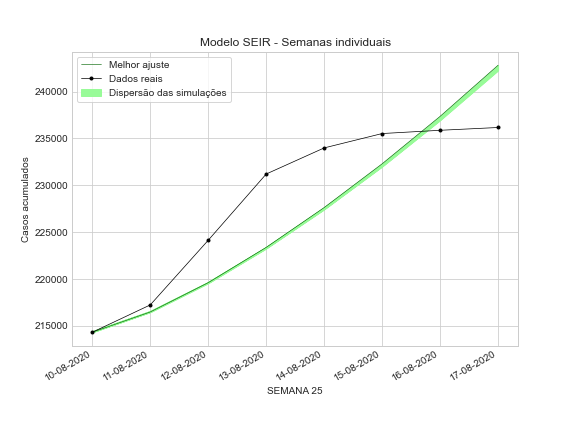 Modelo SEIR - Semanas individuais
Melhor ajuste
Dados reais
Dispersão das simulações
Casos acumulados
240000
235000
230000
225000
220000
215000
10-08-2020
11-08-2020
12-08-2020
13-08-2020
14-08-2020
15-08-2020
16-08-2020
17-08-2020
SEMANA 25